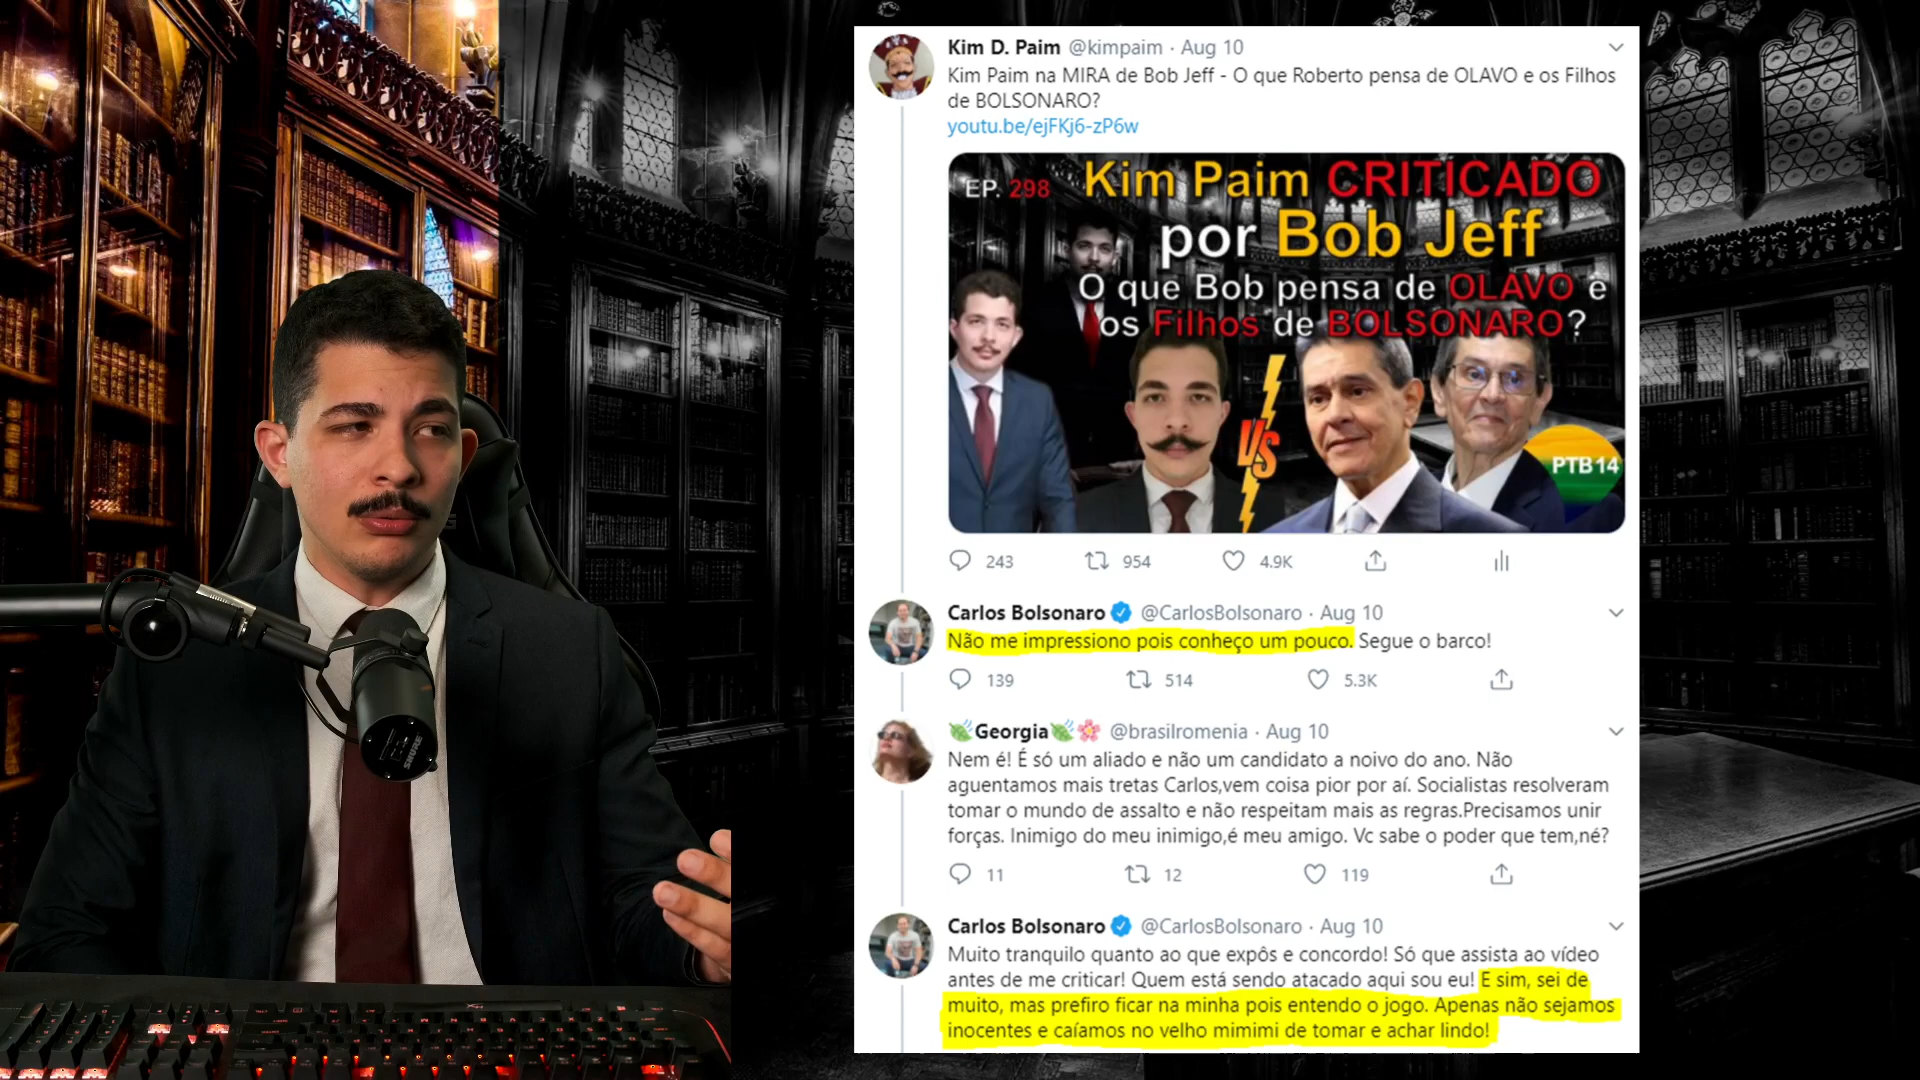 Kim D. Paim @kimpaim · Aug 10
Kim Paim na MIRA de Bob Jeff - O que Roberto pensa de OLAVO e os Filhos
de BOLSONARO?
youtu.be/ejFKj6-zP6w
EP. 298
Kim Paim CRITICADO
por Bob Jeff
O que Bob pensa de OLAVO e
os Filhos de BOLSONARO?
VS
PTB14
243 954 4.9K
Carlos Bolsonaro @CarlosBolsonaro · Aug 10
Não me impressiono pois conheço um pouco. Segue o barco!
139 514 5.3K
Georgia @brasilromenia · Aug 10
Nem é! É só um aliado e não um candidato a noivo do ano. Não
aguentamos mais tretas Carlos,vem coisa pior por aí. Socialistas resolveram
tomar o mundo de assalto e não respeitam mais as regras.Precisamos unir
forças. Inimigo do meu inimigo,é meu amigo. Vc sabe o poder que tem,né?
11 12 119
Carlos Bolsonaro @CarlosBolsonaro · Aug 10
Muito tranquilo quanto ao que expôs e concordo! Só que assista ao vídeo
antes de me criticar! Quem está sendo atacado aqui sou eu! E sim, sei de
muito, mas prefiro ficar na minha pois entendo o jogo. Apenas não sejamos
inocentes e caíamos no velho mimimi de tomar e achar lindo!
SHURE